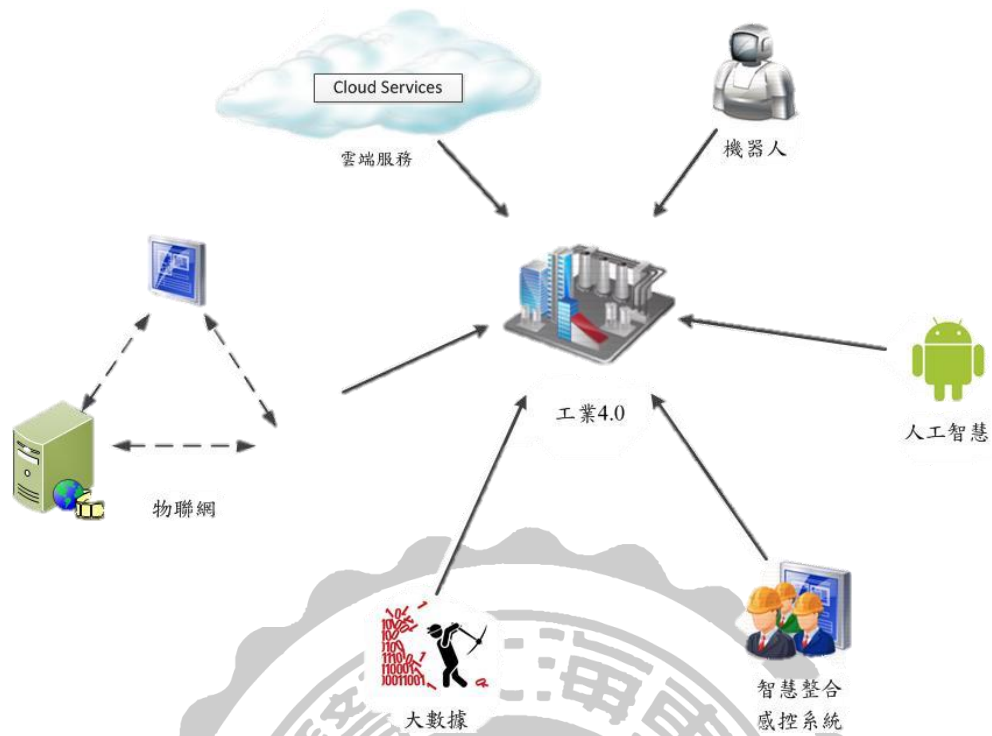 Cloud Services
雲端服務
機器人
工業4.0
人工智慧
物聯網
大數據
智慧整合
感控系統